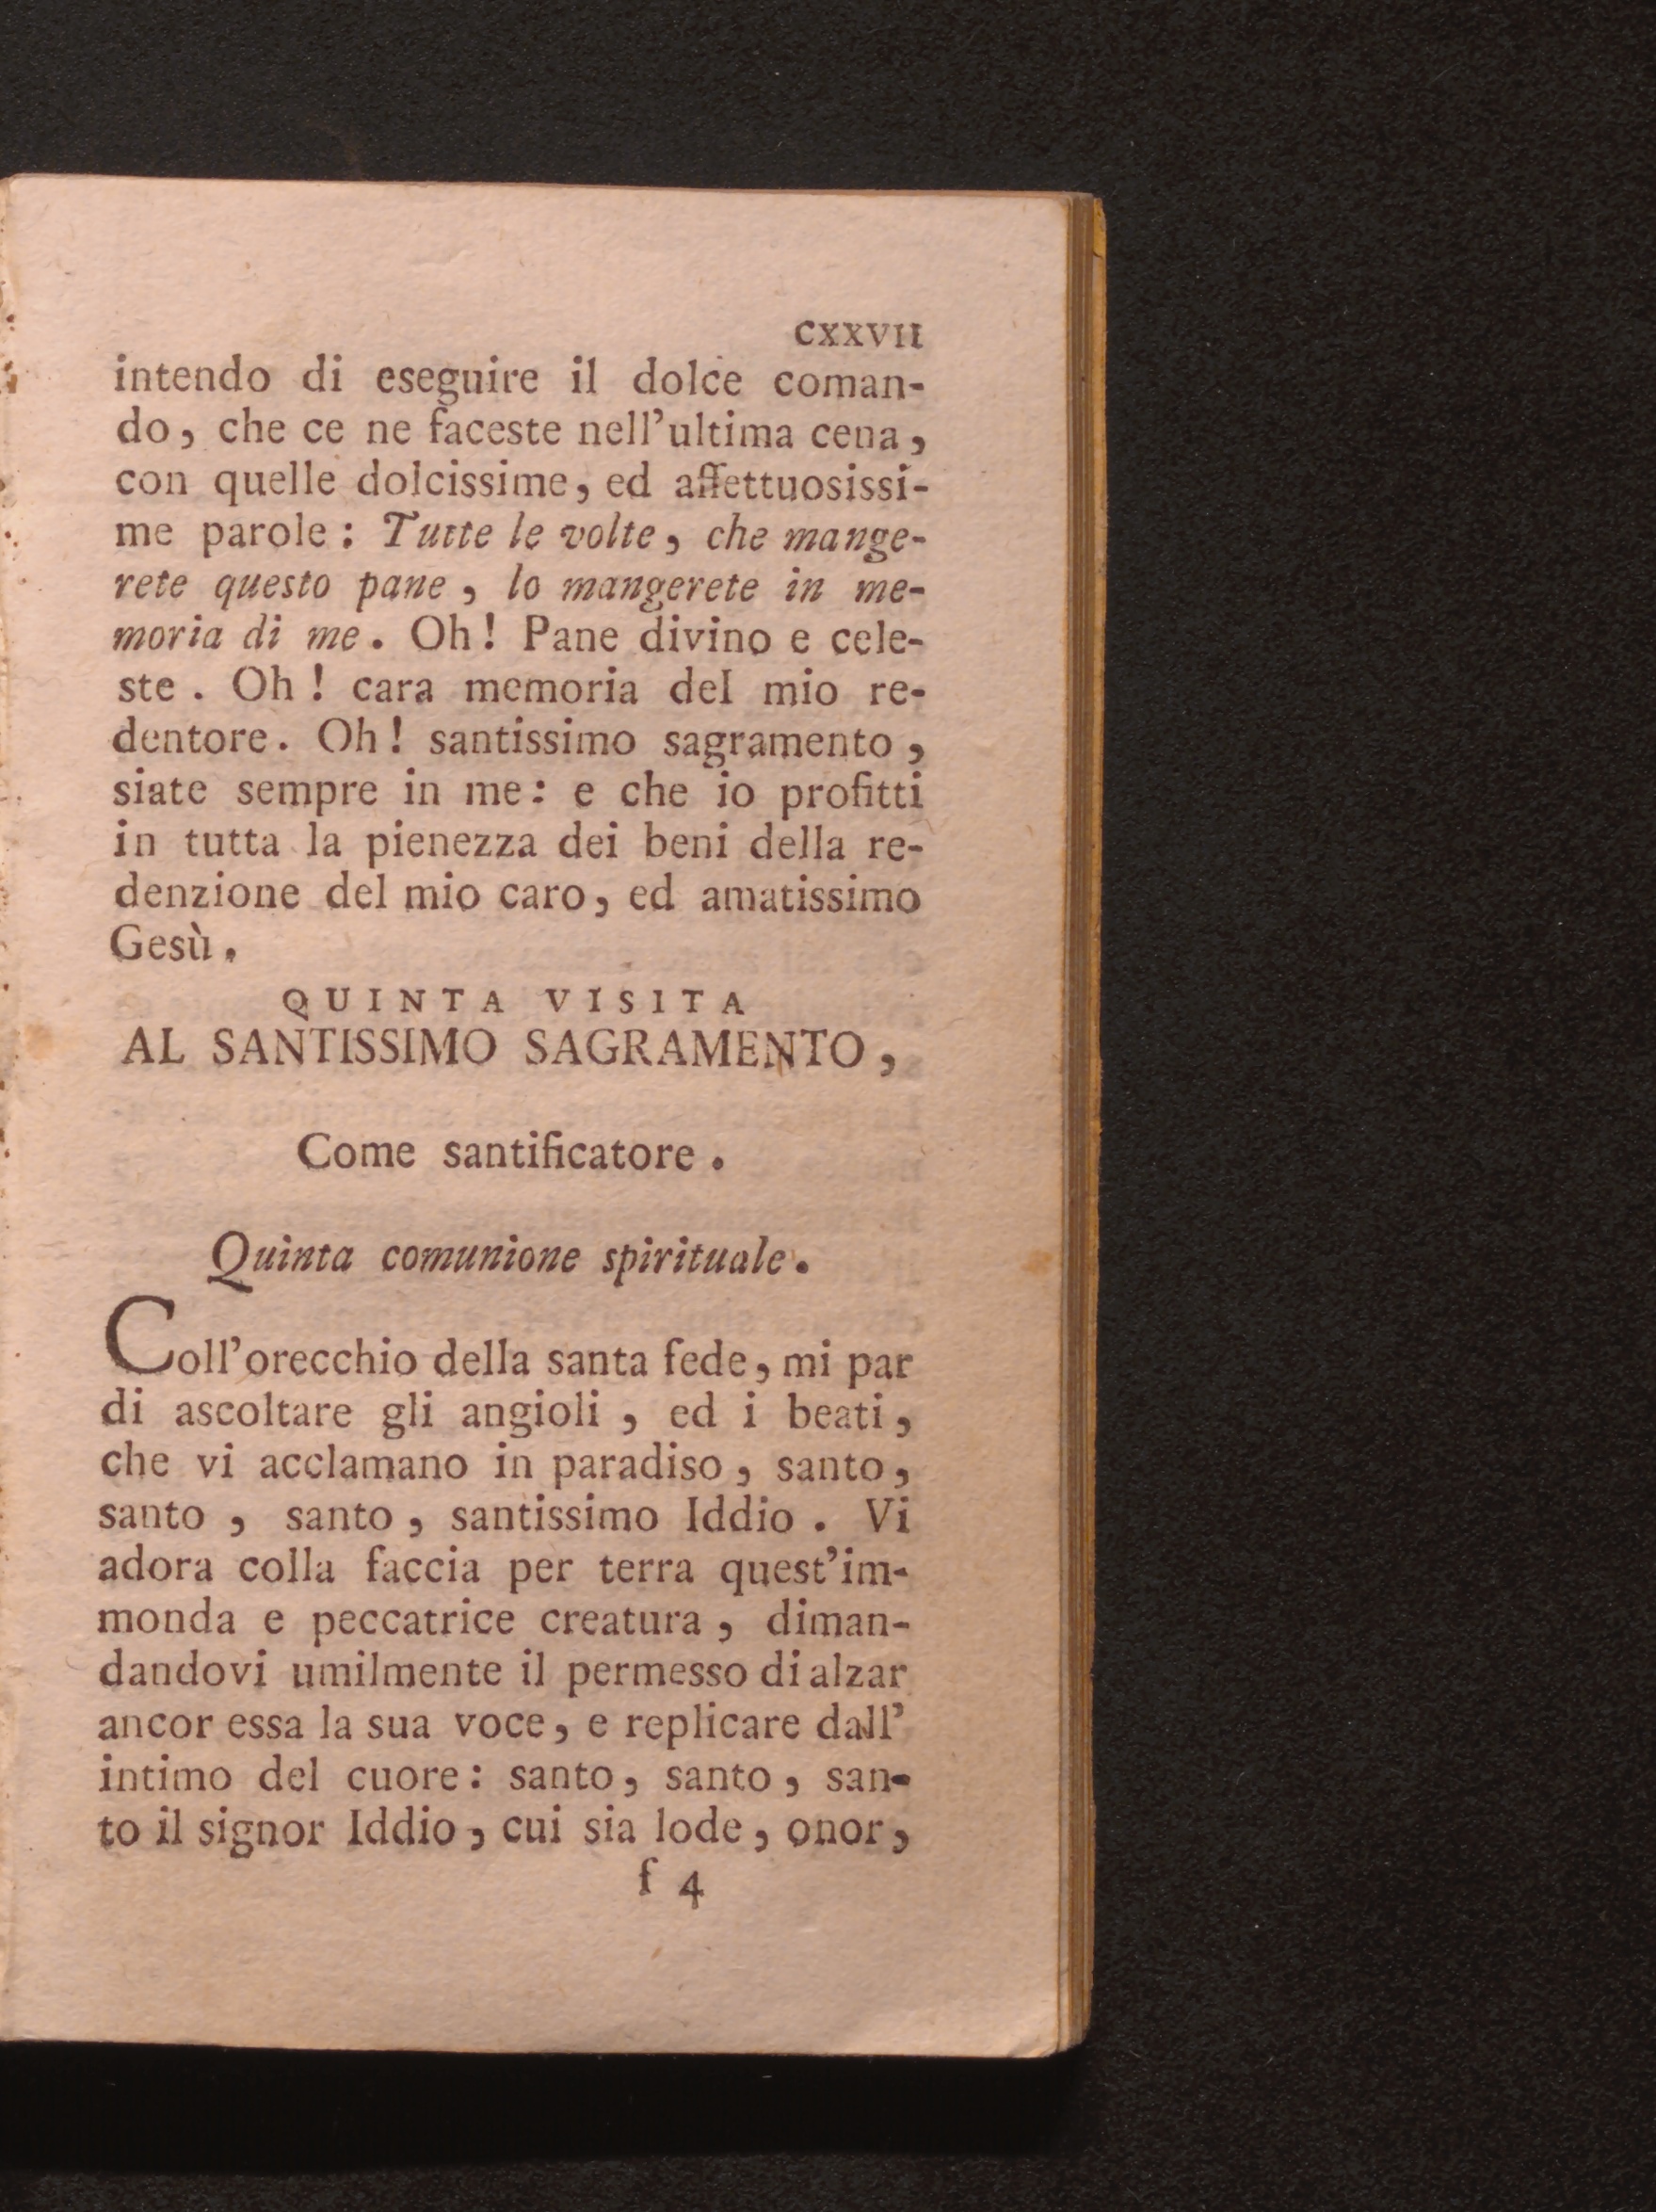 CXXVII
intendo di eseguire il dolce coman-
do, che ce ne faceste nell'ultima cena,
con quelle dolcissime, ed affettuosissi-
me parole: Tutte le volte, che mange-
rete questo pane, lo mangerete in me-
moria di me. Oh! Pane divino e cele-
ste. Oh! cara memoria del mio re-
dentore. Oh! santissimo sagramento,
siate sempre in me: e che io profitti
in tutta la pienezza dei beni della re-
denzione del mio caro, ed amatissimo
Gesù.
QUINTA VISITA
AL SANTISSIMO SAGRAMENTO,
Come santificatore.
Quinta comunione spirituale.
Coll'orecchio della santa fede, mi par
di ascoltare gli angioli, ed i beati,
che vi acclamano in paradiso, santo,
santo, santo, santissimo Iddio. Vi
adora colla faccia per terra quest'im-
monda e peccatrice creatura, diman-
dandovi umilmente il permesso di alzar
ancor essa la sua voce, e replicare dall'
intimo del cuore: santo, santo, san-
to il signor Iddio, cui sia lode, onor,
f 4